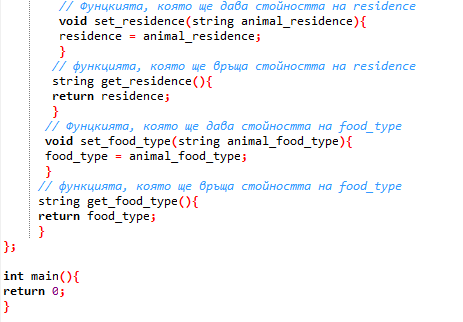 // Фунцкията, която ще дава стойността на residence
void set_residence(string animal_residence){
residence = animal_residence;
}
// функцията, която ще връща стойността на residence
string get_residence(){
return residence;
}
// Фунцкията, която ще дава стойността на food_type
void set_food_type(string animal_food_type){
food_type = animal_food_type;
}
// функцията, която ще връща стойността на food_type
string get_food_type(){
return food_type;
}
};
int main(){
return 0;
}